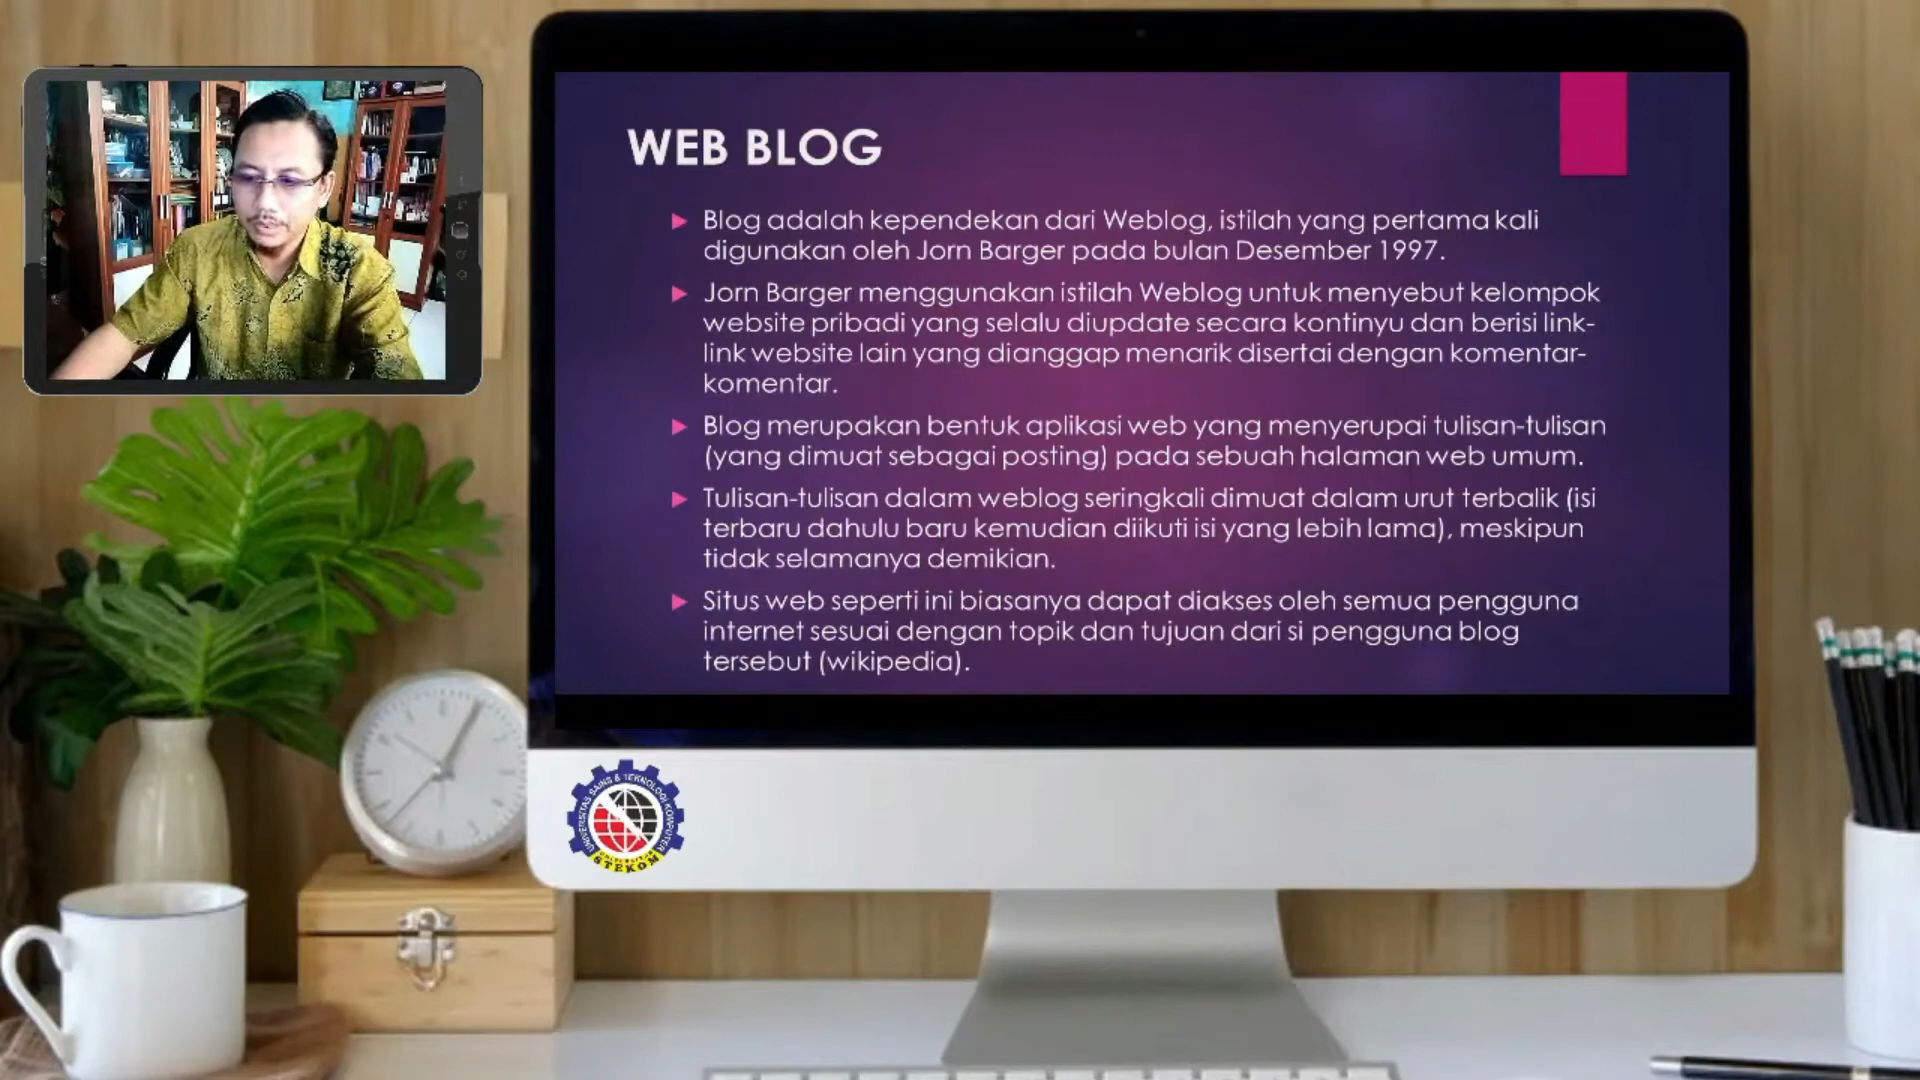 WEB BLOG
Blog adalah kependekan dari Weblog, istilah yang pertama kali
digunakan oleh Jorn Barger pada bulan Desember 1997.
Jorn Barger menggunakan istilah Weblog untuk menyebut kelompok
website pribadi yang selalu diupdate secara kontinyu dan berisi link-
link website lain yang dianggap menarik disertai dengan komentar-
komentar.
Blog merupakan bentuk aplikasi web yang menyerupai tulisan-tulisan
(yang dimuat sebagai posting) pada sebuah halaman web umum.
Tulisan-tulisan dalam weblog seringkali dimuat dalam urut terbalik (isi
terbaru dahulu baru kemudian diikuti isi yang lebih lama), meskipun
tidak selamanya demikian.
Situs web seperti ini biasanya dapat diakses oleh semua pengguna
internet sesuai dengan topik dan tujuan dari si pengguna blog
tersebut (wikipedia).
UNIVERSITAS SAINS & TEKNOLOGI KOMPUTER
UNIVERSITAS
STEKOM